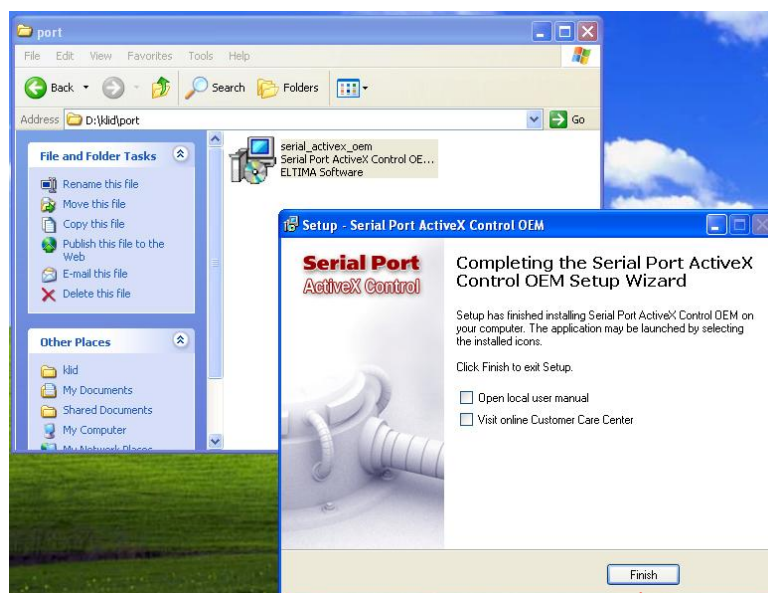 port
File Edit View Favorites Tools Help
Back Search Folders
Address D:\klid\port Go
File and Folder Tasks
Rename this file
Move this file
Copy this file
Publish this file to the
Web
E-mail this file
Delete this file
Other Places
klid
My Documents
Shared Documents
My Computer
My Network Places
serial_activex_oem
Serial Port ActiveX Control OE...
ELTIMA Software
Setup - Serial Port ActiveX Control OEM
Serial Port
ActiveX Control
Completing the Serial Port ActiveX
Control OEM Setup Wizard
Setup has finished installing Serial Port ActiveX Control OEM on
your computer. The application may be launched by selecting
the installed icons.
Click Finish to exit Setup.
Open local user manual
Visit online Customer Care Center
Finish